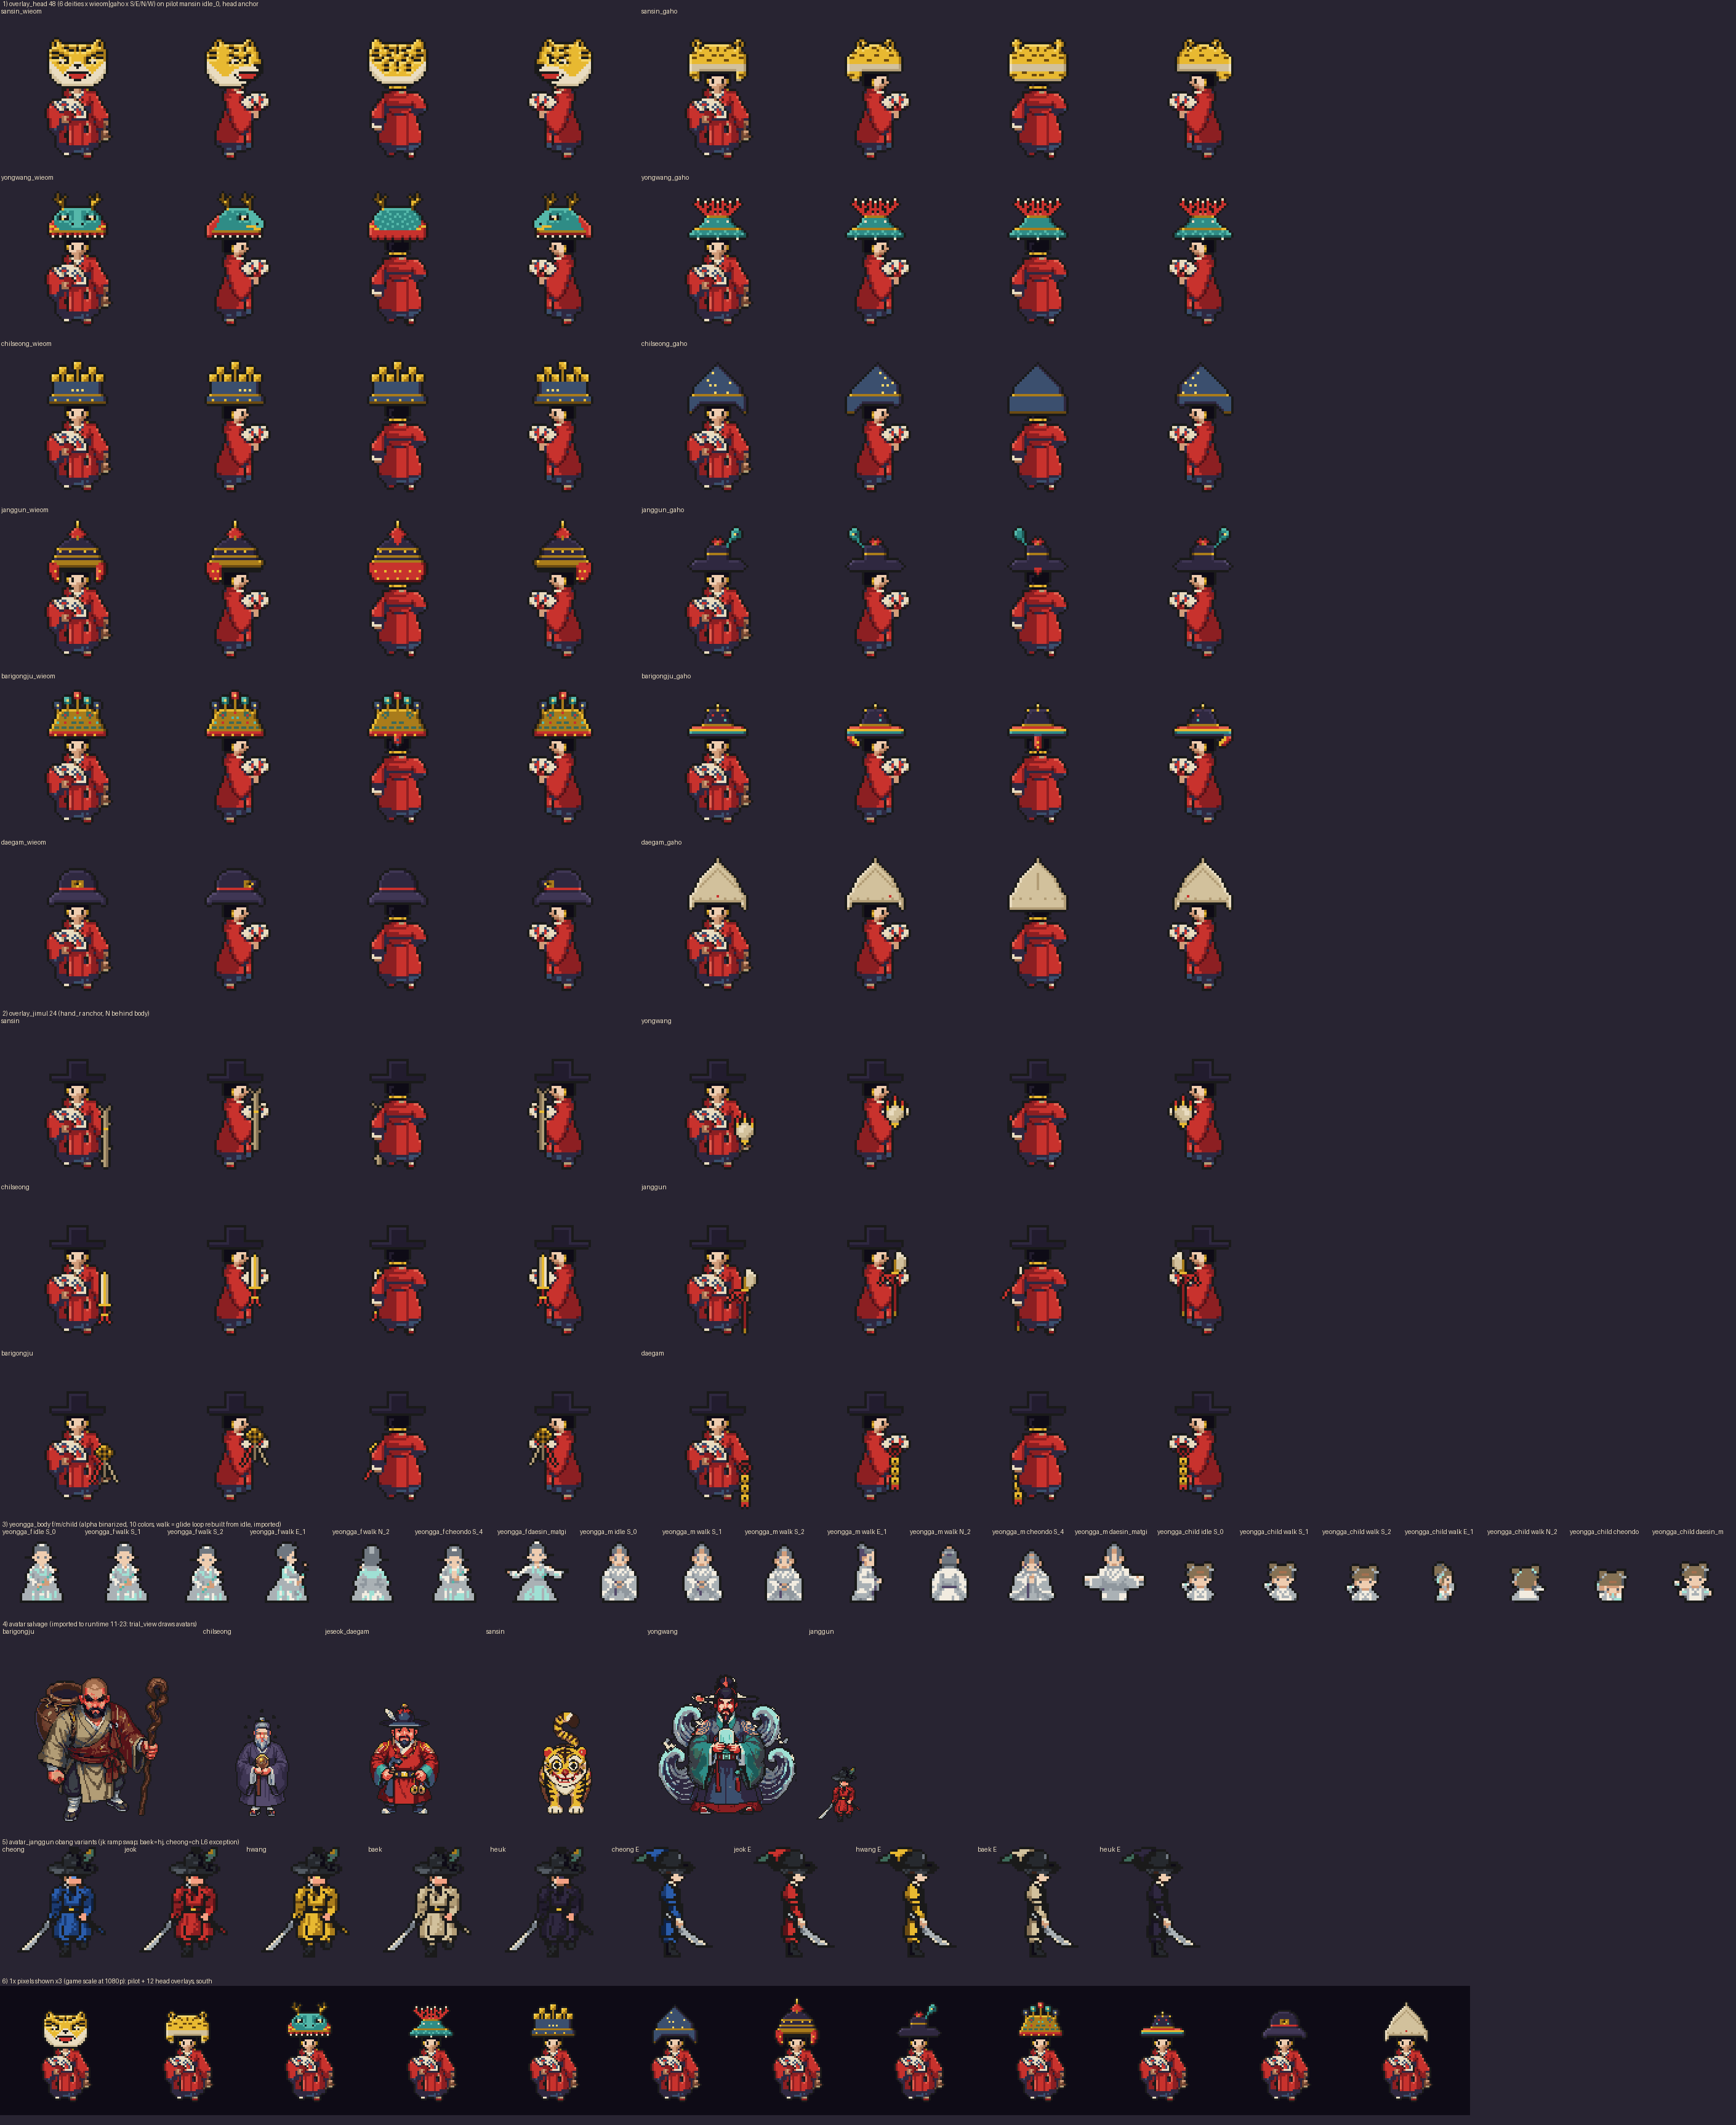 1) overlay_head 48 (6 deities x wieom|gaho x S/E/N/W) on pilot mansin idle_0, head anchor
sansin_wieom
sansin_gaho
yongwang_wieom
yongwang_gaho
chilseong_wieom
chilseong_gaho
janggun_wieom
janggun_gaho
barigongju_wieom
barigongju_gaho
daegam_wieom
daegam_gaho
2) overlay_jimul 24 (hand_r anchor, N behind body)
sansin
yongwang
chilseong
janggun
barigongju
daegam
3) yeongga_body f/m/child (alpha binarized, 10 colors, walk = glide loop rebuilt from idle, imported)
yeongga_f idle S_0
yeongga_f walk S_1
yeongga_f walk S_2
yeongga_f walk E_1
yeongga_f walk N_2
yeongga_f cheondo S_4
yeongga_f daesin_matgi
yeongga_m idle S_0
yeongga_m walk S_1
yeongga_m walk S_2
yeongga_m walk E_1
yeongga_m walk N_2
yeongga_m cheondo S_4
yeongga_m daesin_matgi
yeongga_child idle S_0
yeongga_child walk S_1
yeongga_child walk S_2
yeongga_child walk E_1
yeongga_child walk N_2
yeongga_child cheondo
yeongga_child daesin_m
4) avatar salvage (imported to runtime 11-23: trial_view draws avatars)
barigongju
chilseong
jeseok_daegam
sansin
yongwang
janggun
5) avatar_janggun obang variants (jk ramp swap; baek=hj, cheong=ch L6 exception)
cheong
jeok
hwang
baek
heuk
cheong E
jeok E
hwang E
baek E
heuk E
6) 1x pixels shown x3 (game scale at 1080p): pilot + 12 head overlays, south